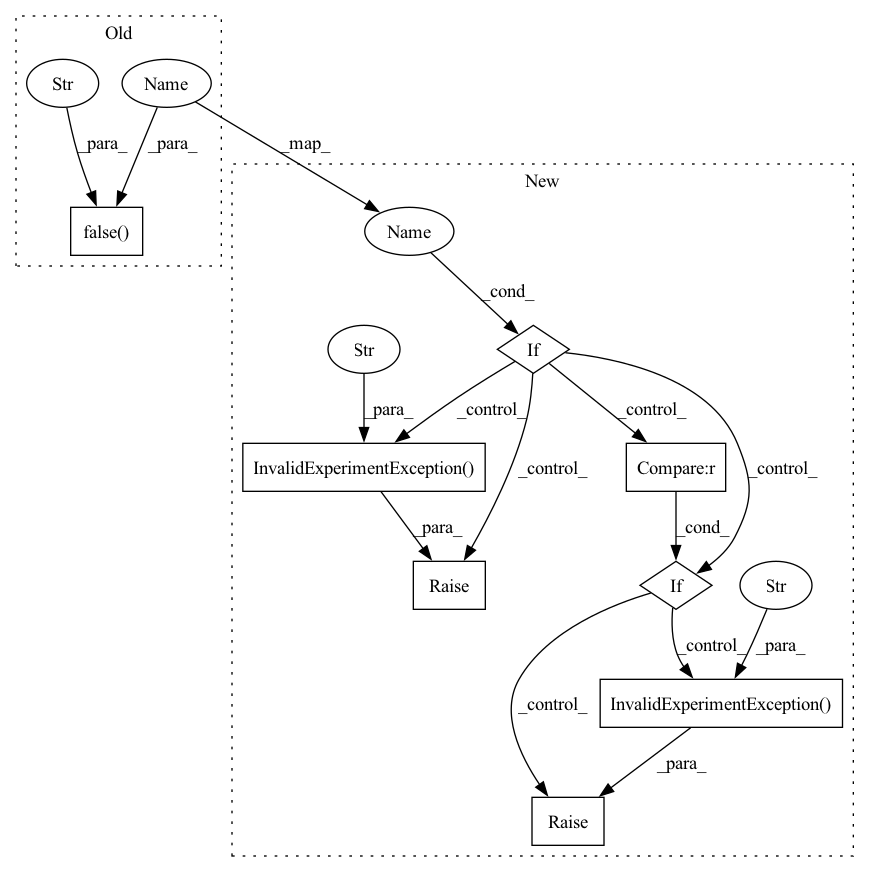 Old
Str
Name
_para_
_para_
_map_
false()
New
Name
_cond_
Str
If
_para_
_control_
_control_
_control_
_control_
InvalidExperimentException()
Compare:r
_para_
_cond_
Raise
If
Str
_control_
_control_
_para_
InvalidExperimentException()
_para_
Raise